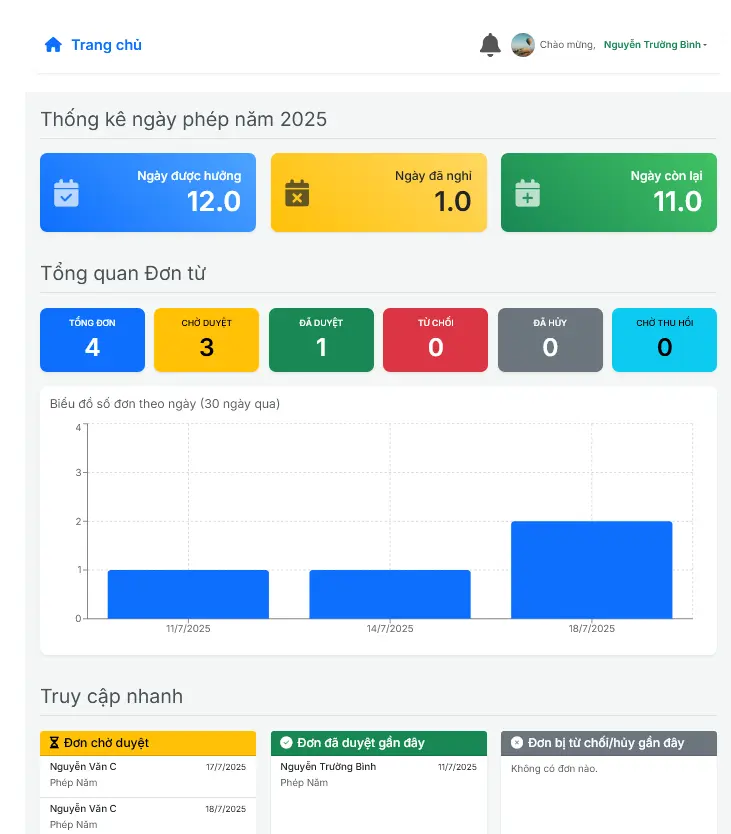 Trang chủ
Chào mừng, Nguyễn Trường Bình
Thống kê ngày phép năm 2025
Ngày được hưởng
12.0
Ngày đã nghỉ
1.0
Ngày còn lại
11.0
Tổng quan Đơn từ
TỔNG ĐƠN
4
CHỜ DUYỆT
3
ĐÃ DUYỆT
1
TỪ CHỐI
0
ĐÃ HỦY
0
CHỜ THU HỒI
0
Biểu đồ số đơn theo ngày (30 ngày qua)
4
3
2
1
0
11/7/2025 14/7/2025 18/7/2025
Truy cập nhanh
Đơn chờ duyệt
Nguyễn Văn C 17/7/2025
Phép Năm
Nguyễn Văn C 18/7/2025
Phép Năm
Đơn đã duyệt gần đây
Nguyễn Trường Bình 11/7/2025
Phép Năm
Đơn bị từ chối/hủy gần đây
Không có đơn nào.